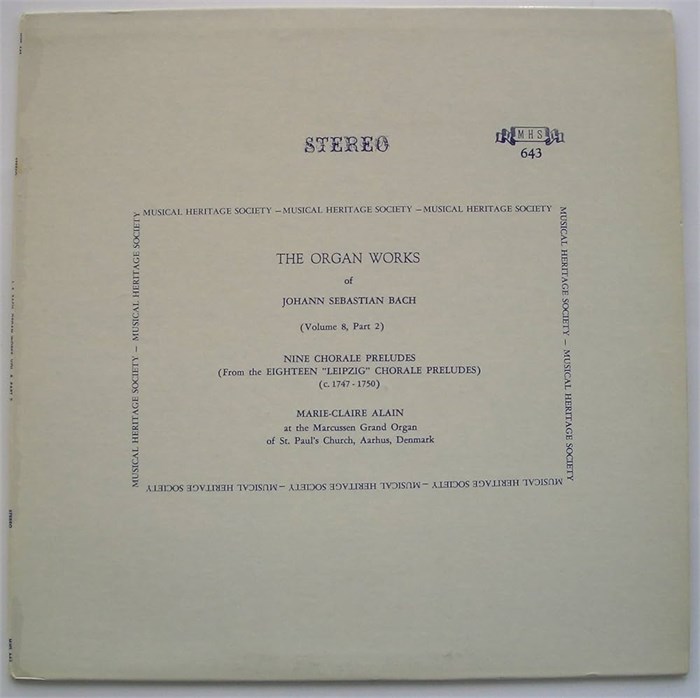 STEREO
MHS
643
MUSICAL HERITAGE SOCIETY – MUSICAL HERITAGE SOCIETY – MUSICAL HERITAGE SOCIETY
MUSICAL HERITAGE SOCIETY – MUSICAL HERITAGE SOCIETY
THE ORGAN WORKS
of
JOHANN SEBASTIAN BACH
(Volume 8, Part 2)
NINE CHORALE PRELUDES
(From the EIGHTEEN "LEIPZIG" CHORALE PRELUDES)
(c. 1747 - 1750)
MARIE-CLAIRE ALAIN
at the Marcussen Grand Organ
of St. Paul's Church, Aarhus, Denmark
MUSICAL HERITAGE SOCIETY – MUSICAL HERITAGE SOCIETY
MUSICAL HERITAGE SOCIETY – MUSICAL HERITAGE SOCIETY – MUSICAL HERITAGE SOCIETY
STEREO
MHS 643